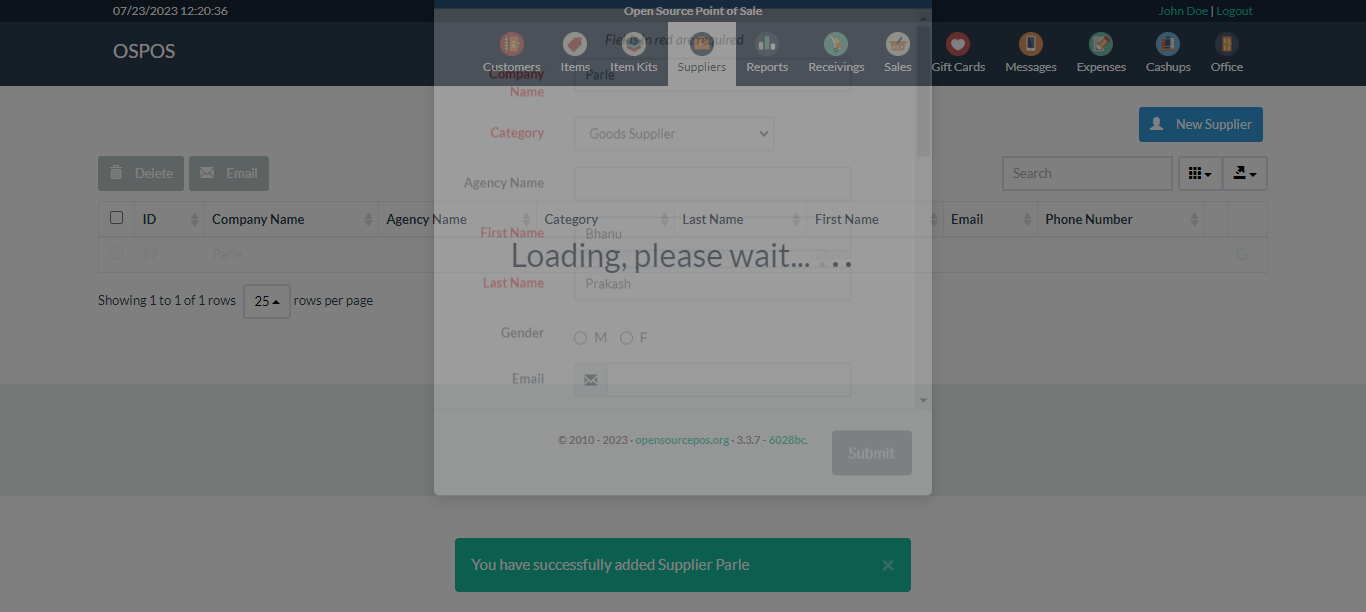 07/23/2023 12:20:36
Open Source Point of Sale
John Doe | Logout
OSPOS
Customers
Items
Item Kits
Suppliers
Reports
Receivings
Sales
Gift Cards
Messages
Expenses
Cashups
Office
Fields in red are required
Company Name
Parle
Category
Goods Supplier
New Supplier
Delete
Email
Search
Agency Name
ID Company Name Agency Name Category Last Name First Name Email Phone Number
First Name
Bhanu
87 Parle
Loading, please wait... ...
Last Name
Prakash
Showing 1 to 1 of 1 rows 25 rows per page
Gender
M F
Email
© 2010 - 2023 · opensourcepos.org · 3.3.7 - 6028bc.
Submit
You have successfully added Supplier Parle ×